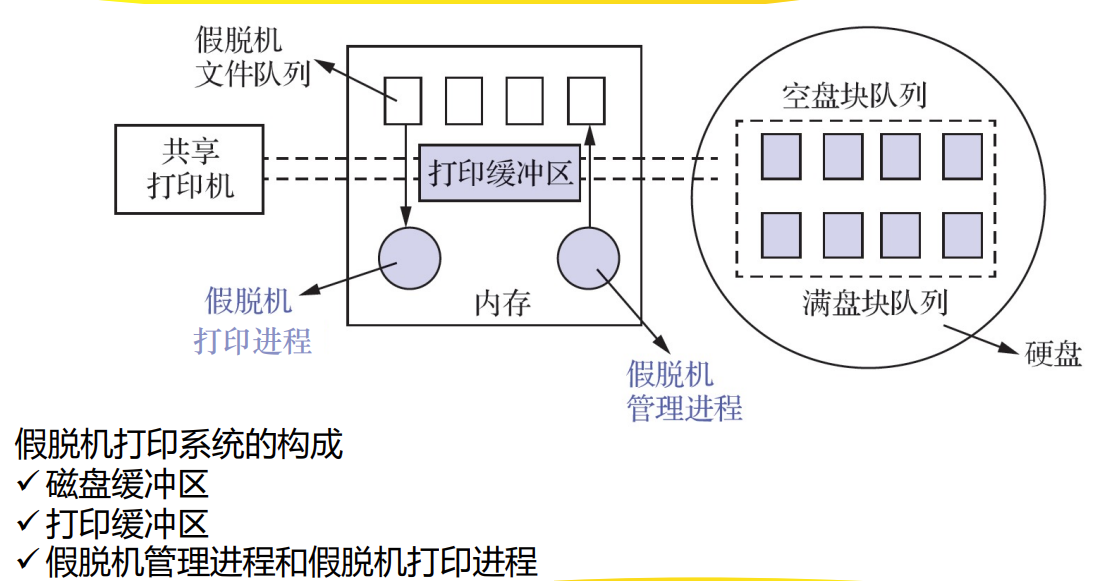 假脱机
文件队列
空盘块队列
共享
打印机
打印缓冲区
假脱机
打印进程
内存
满盘块队列
硬盘
假脱机
管理进程
假脱机打印系统的构成
✓ 磁盘缓冲区
✓ 打印缓冲区
✓ 假脱机管理进程和假脱机打印进程